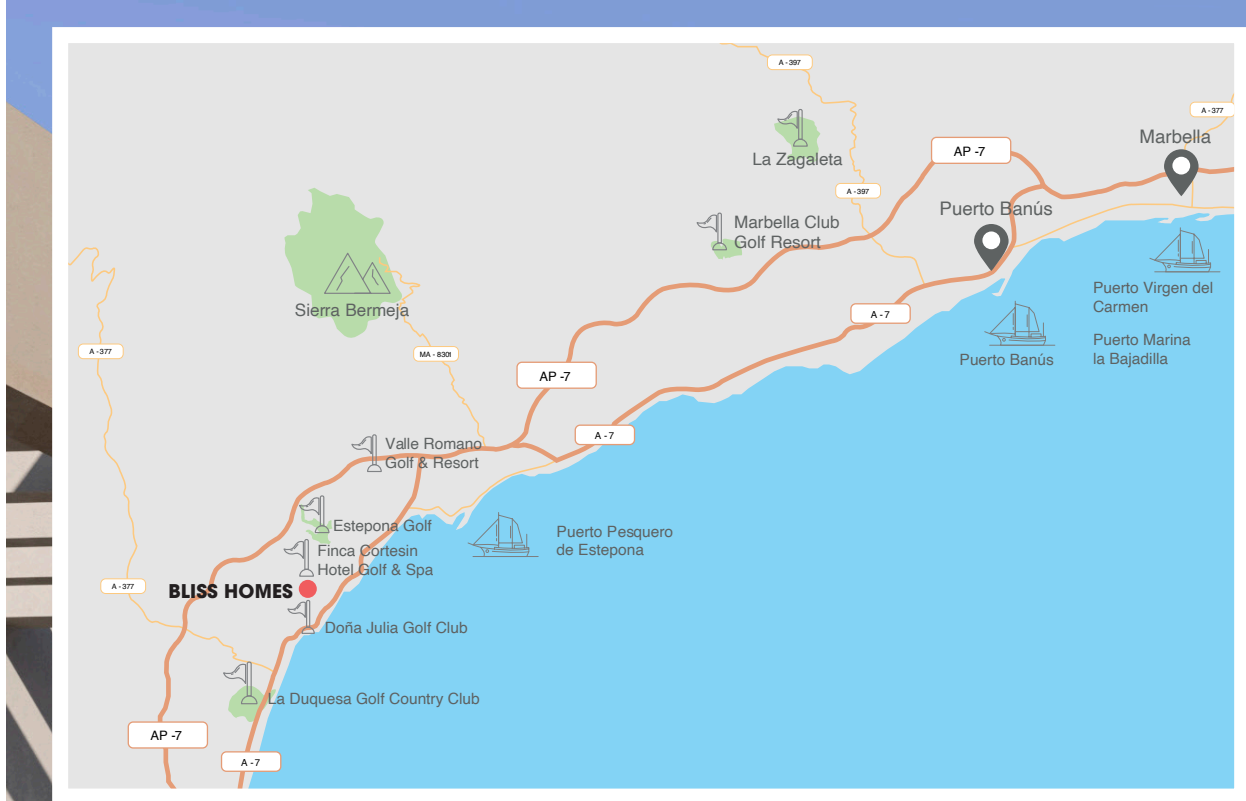 A - 397
A - 377
Marbella
La Zagaleta
AP -7
A - 397
Puerto Banús
Marbella Club
Golf Resort
Puerto Virgen del
Carmen
Sierra Bermeja
A - 7
Puerto Marina
la Bajadilla
Puerto Banús
A - 377
MA - 8301
AP -7
A - 7
Valle Romano
Golf & Resort
Estepona Golf
Puerto Pesquero
de Estepona
Finca Cortesin
Hotel Golf & Spa
A - 377
BLISS HOMES
Doña Julia Golf Club
La Duquesa Golf Country Club
AP -7
A - 7